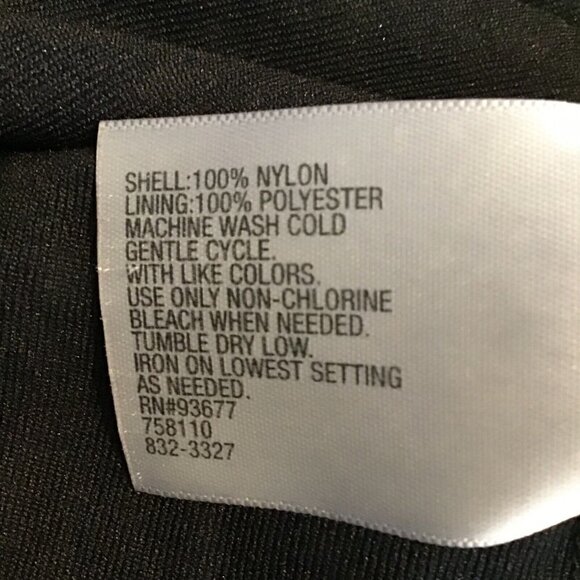 SHELL:100% NYLON
LINING:100% POLYESTER
MACHINE WASH COLD
GENTLE CYCLE.
WITH LIKE COLORS.
USE ONLY NON-CHLORINE
BLEACH WHEN NEEDED.
TUMBLE DRY LOW.
IRON ON LOWEST SETTING
AS NEEDED.
RN#93677
758110
832-3327